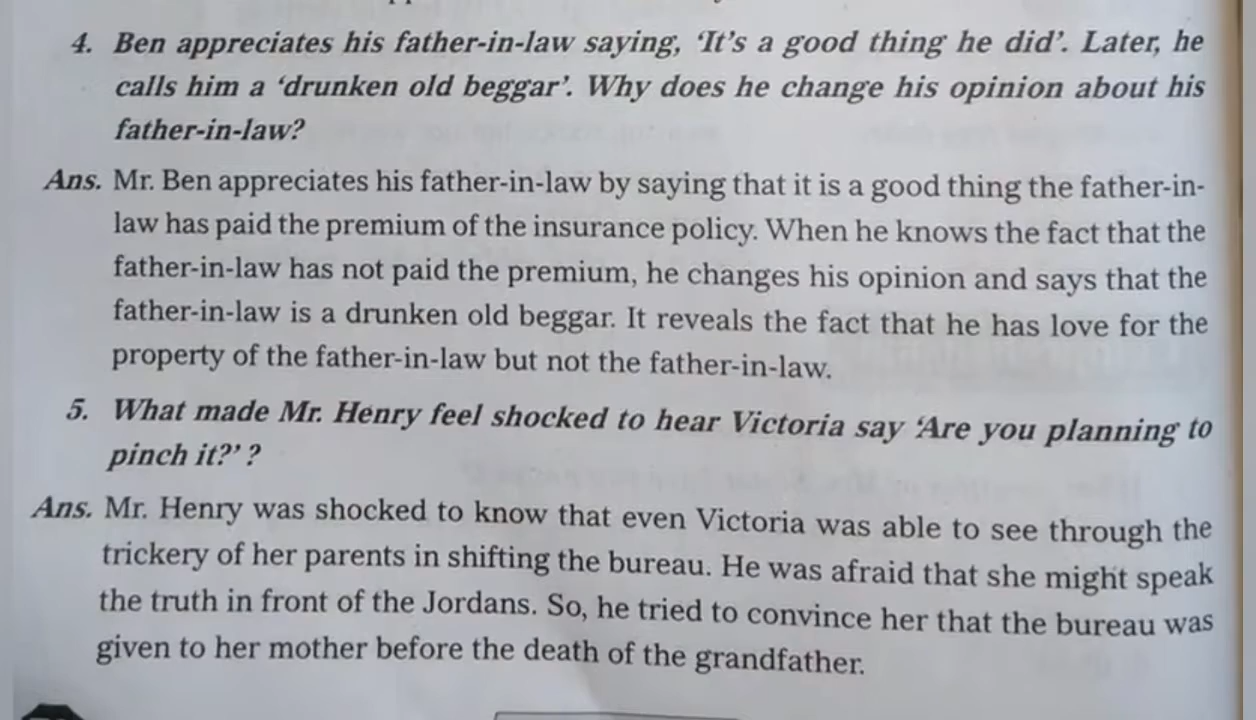 4. Ben appreciates his father-in-law saying, ‘It’s a good thing he did’. Later, he
calls him a ‘drunken old beggar’. Why does he change his opinion about his
father-in-law?
Ans. Mr. Ben appreciates his father-in-law by saying that it is a good thing the father-in-
law has paid the premium of the insurance policy. When he knows the fact that the
father-in-law has not paid the premium, he changes his opinion and says that the
father-in-law is a drunken old beggar. It reveals the fact that he has love for the
property of the father-in-law but not the father-in-law.
5. What made Mr. Henry feel shocked to hear Victoria say ‘Are you planning to
pinch it?’ ?
Ans. Mr. Henry was shocked to know that even Victoria was able to see through the
trickery of her parents in shifting the bureau. He was afraid that she might speak
the truth in front of the Jordans. So, he tried to convince her that the bureau was
given to her mother before the death of the grandfather.